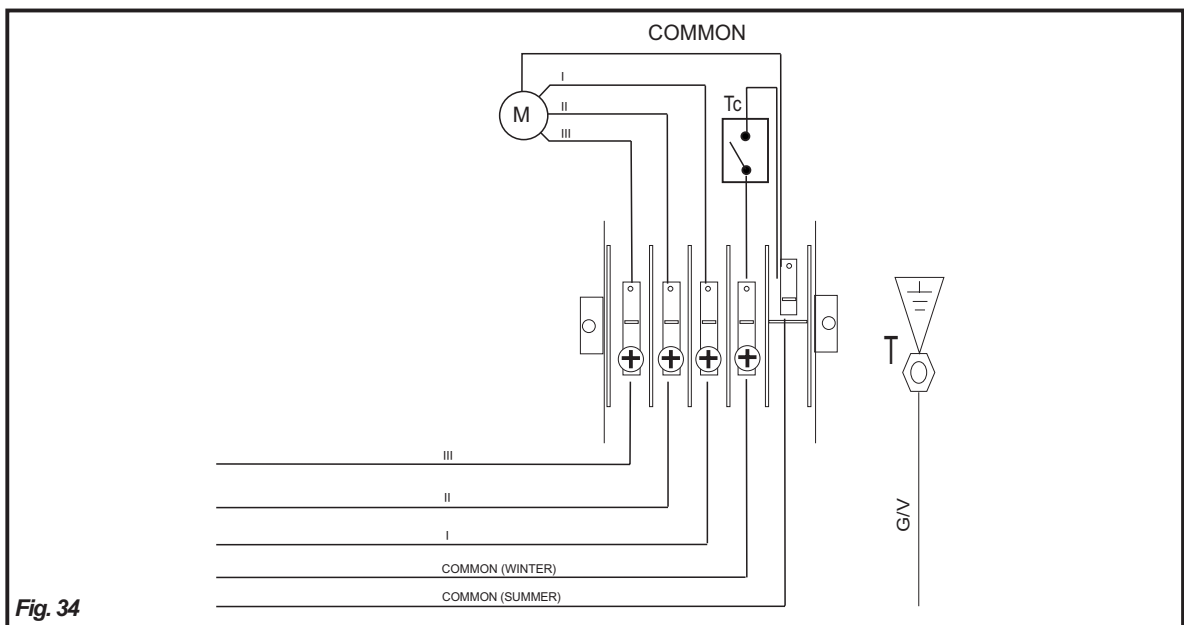 COMMON
I
II
III
M
Tc
T
G/V
III
II
I
COMMON (WINTER)
COMMON (SUMMER)
Fig. 34